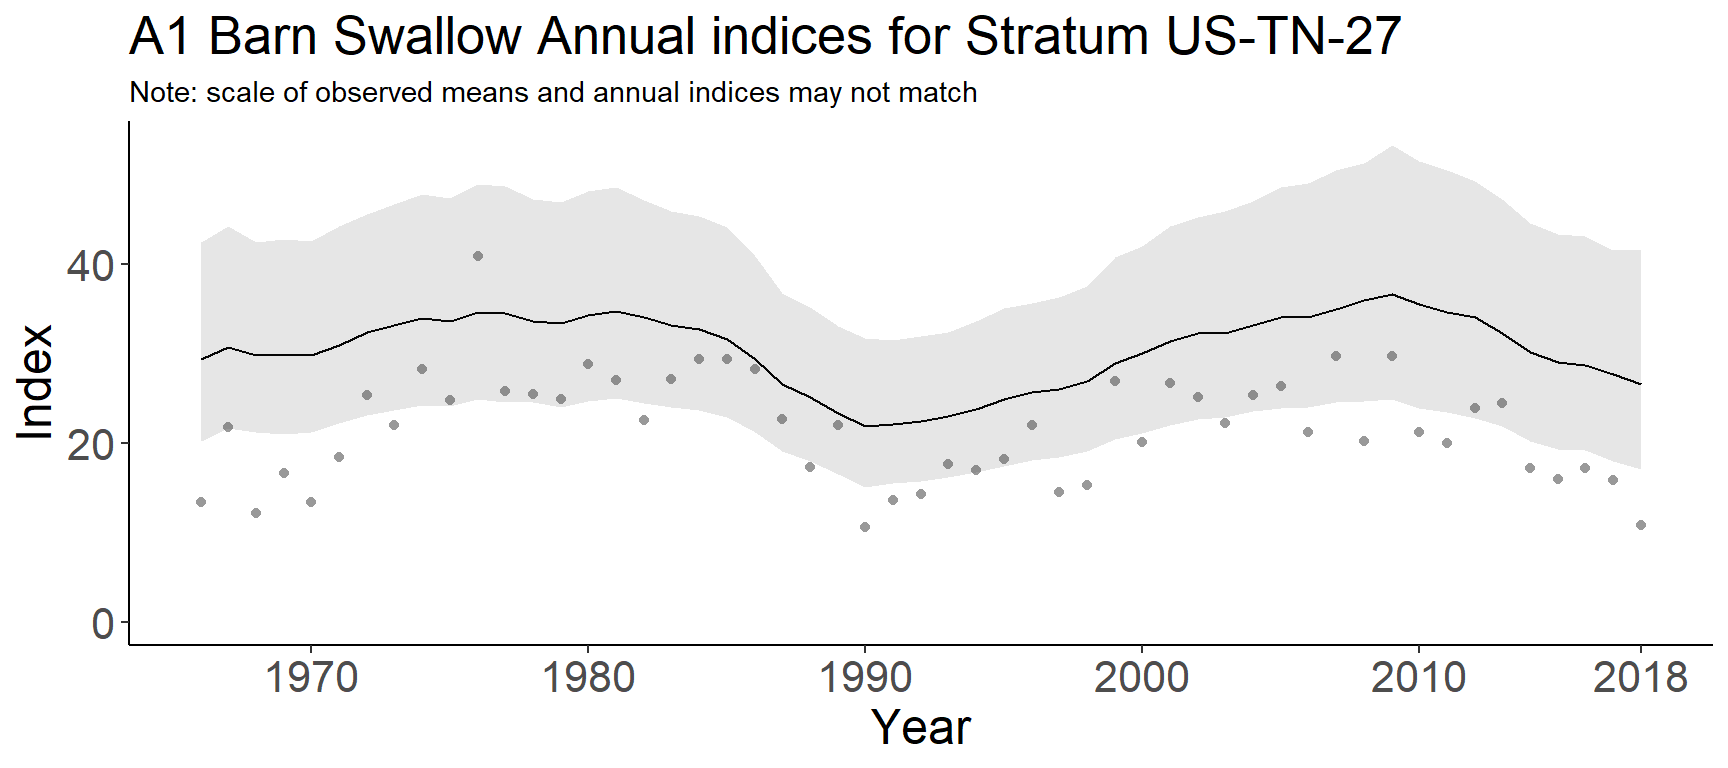 A1 Barn Swallow Annual indices for Stratum US-TN-27
Note: scale of observed means and annual indices may not match
Index
40
20
0
1970 1980 1990 2000 2010 2018
Year